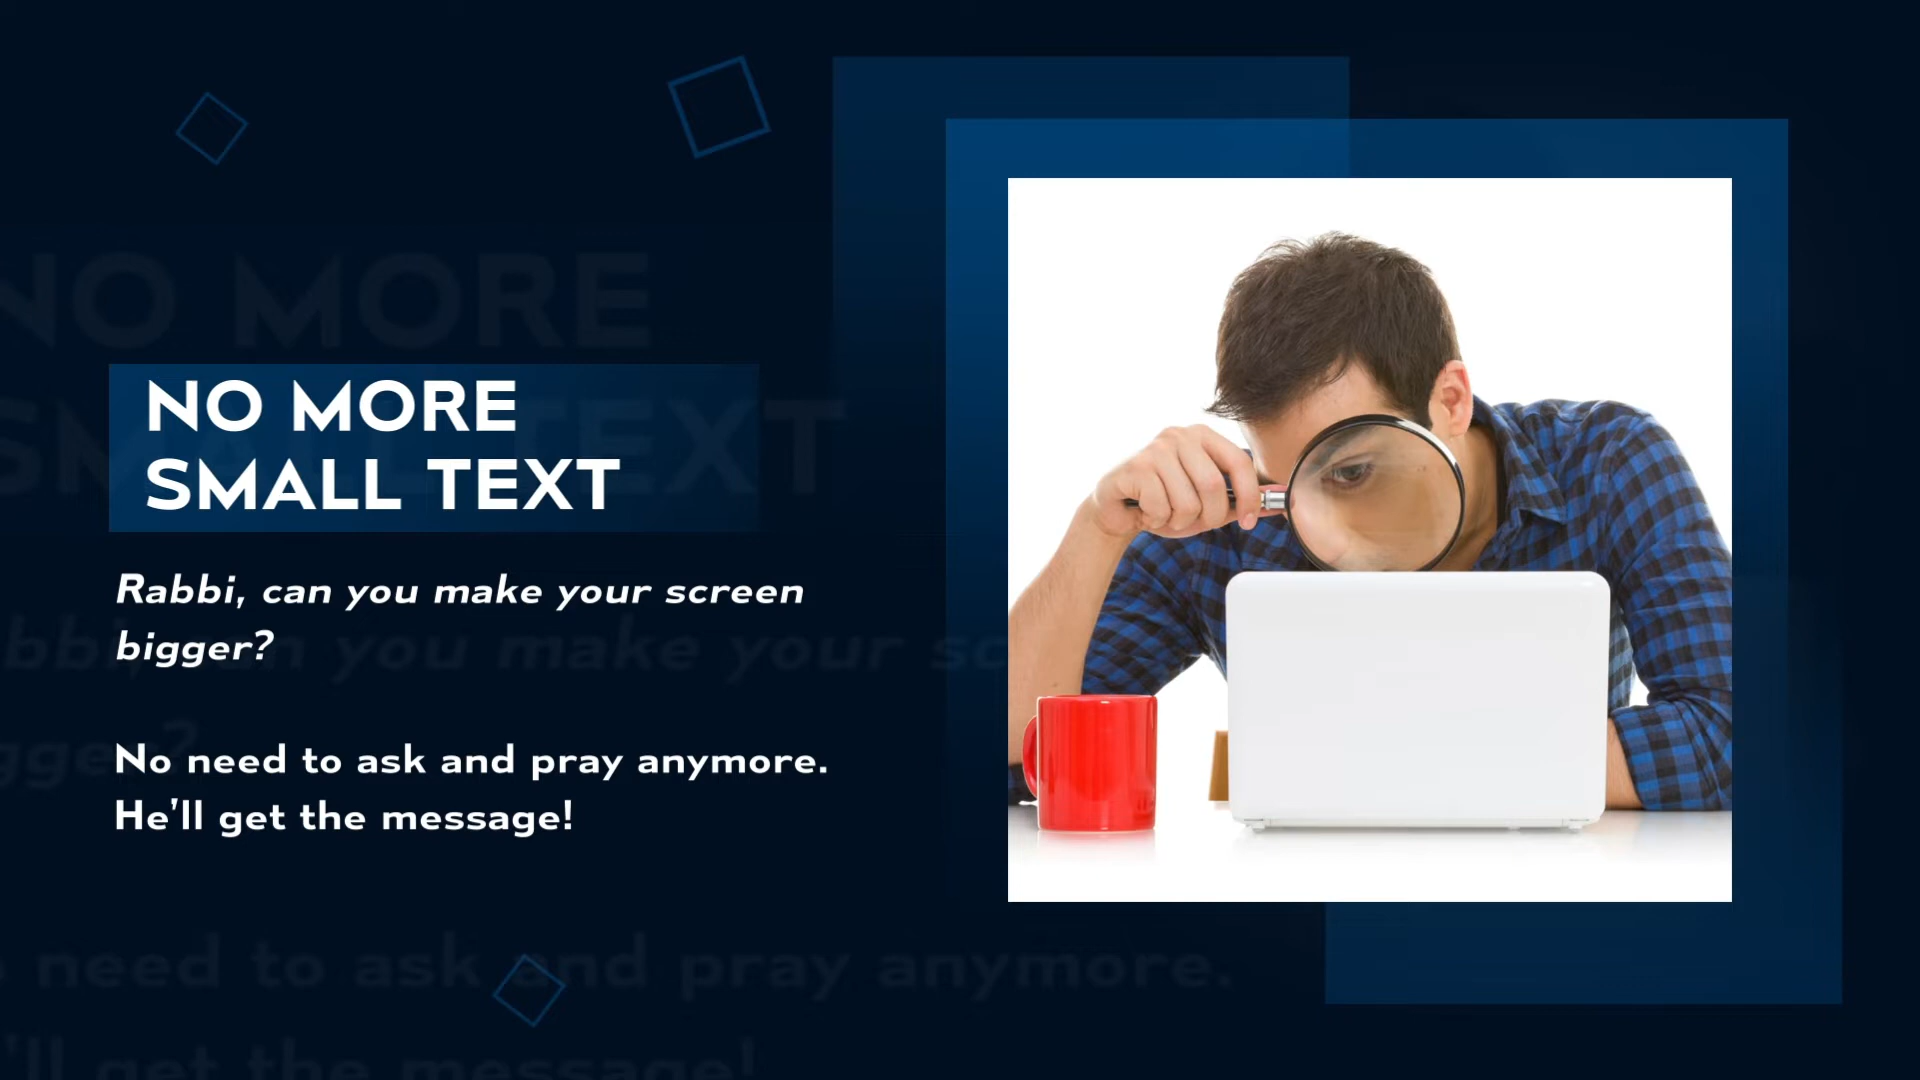 NO MORE
SMALL TEXT
Rabbi, can you make your screen
bigger?
No need to ask and pray anymore.
He'll get the message!